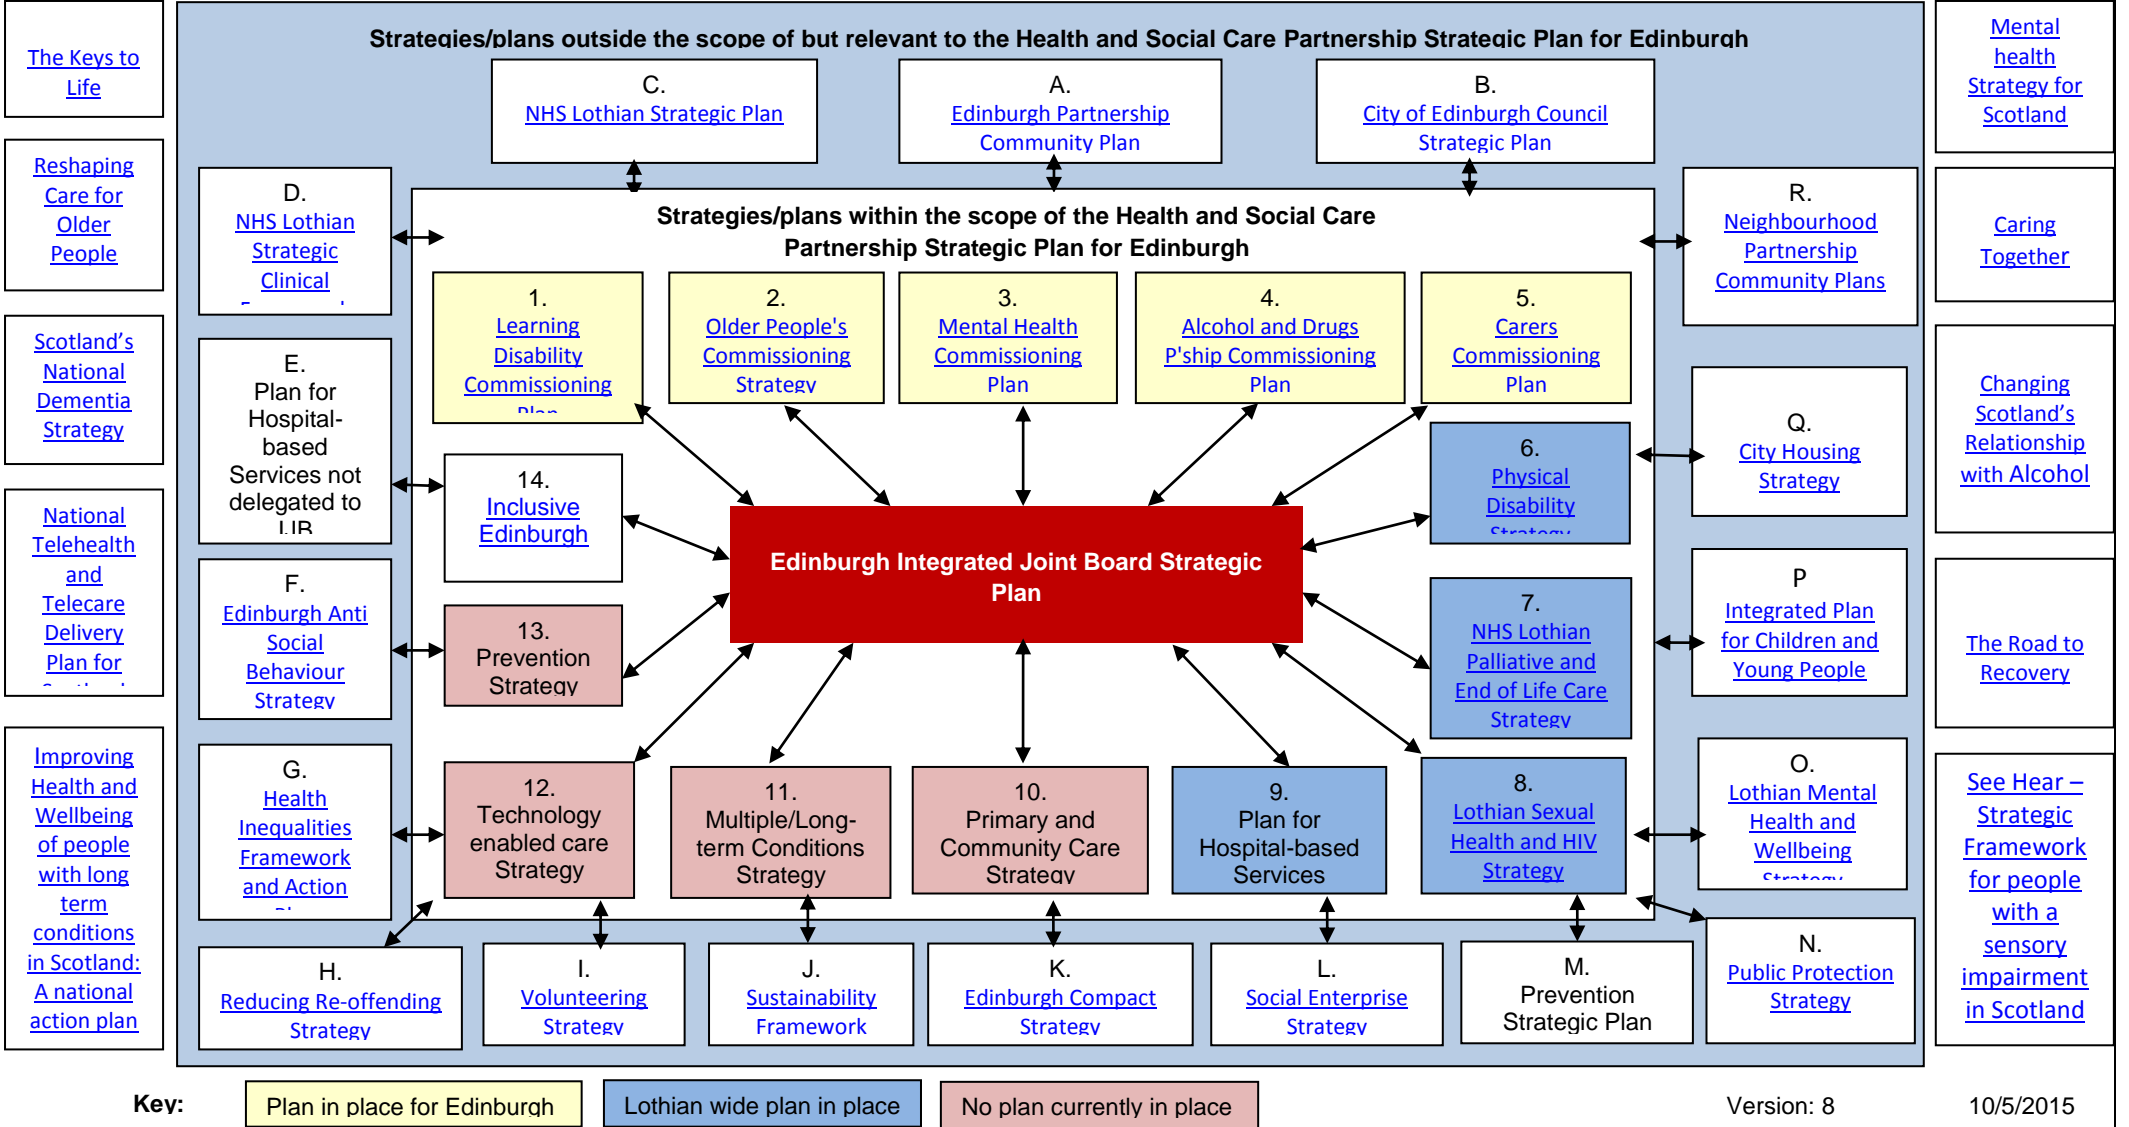 The Keys to
Life
Reshaping
Care for
Older
People
Scotland’s
National
Dementia
Strategy
National
Telehealth
and
Telecare
Delivery
Plan for
Improving
Health and
Wellbeing
of people
with long
term
conditions
in Scotland:
A national
action plan
Strategies/plans outside the scope of but relevant to the Health and Social Care Partnership Strategic Plan for Edinburgh
C.
NHS Lothian Strategic Plan
A.
Edinburgh Partnership
Community Plan
B.
City of Edinburgh Council
Strategic Plan
D.
NHS Lothian
Strategic
Clinical
E.
Plan for
Hospital-
based
Services not
delegated to
IJB
F.
Edinburgh Anti
Social
Behaviour
Strategy
G.
Health
Inequalities
Framework
and Action
Plan
Strategies/plans within the scope of the Health and Social Care
Partnership Strategic Plan for Edinburgh
1.
Learning
Disability
Commissioning
Plan
2.
Older People's
Commissioning
Strategy
3.
Mental Health
Commissioning
Plan
4.
Alcohol and Drugs
P'ship Commissioning
Plan
5.
Carers
Commissioning
Plan
14.
Inclusive
Edinburgh
6.
Physical
Disability
Strategy
Edinburgh Integrated Joint Board Strategic
Plan
13.
Prevention
Strategy
7.
NHS Lothian
Palliative and
End of Life Care
Strategy
12.
Technology
enabled care
Strategy
11.
Multiple/Long-
term Conditions
Strategy
10.
Primary and
Community Care
Strategy
9.
Plan for
Hospital-based
Services
8.
Lothian Sexual
Health and HIV
Strategy
R.
Neighbourhood
Partnership
Community Plans
Q.
City Housing
Strategy
P
Integrated Plan
for Children and
Young People
O.
Lothian Mental
Health and
Wellbeing
Strategy
H.
Reducing Re-offending
Strategy
I.
Volunteering
Strategy
J.
Sustainability
Framework
K.
Edinburgh Compact
Strategy
L.
Social Enterprise
Strategy
M.
Prevention
Strategic Plan
N.
Public Protection
Strategy
Mental
health
Strategy for
Scotland
Caring
Together
Changing
Scotland’s
Relationship
with Alcohol
The Road to
Recovery
See Hear –
Strategic
Framework
for people
with a
sensory
impairment
in Scotland
Key:
Plan in place for Edinburgh
Lothian wide plan in place
No plan currently in place
Version: 8
10/5/2015